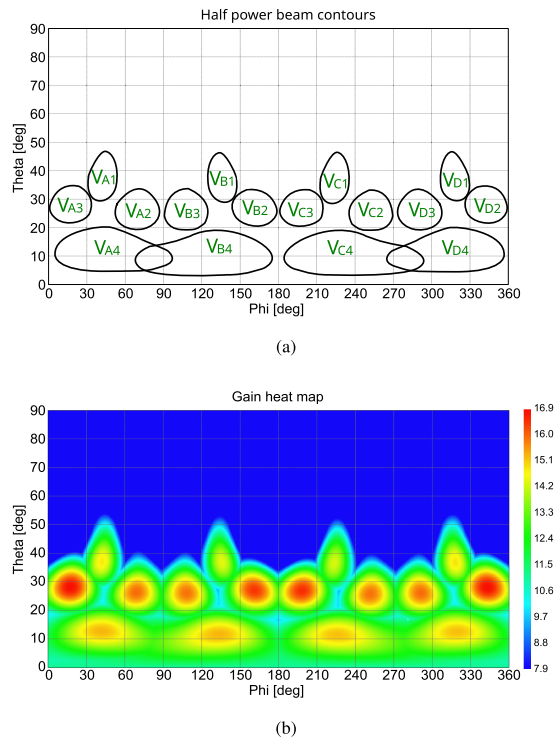 Half power beam contours
90
80
70
60
50
40
30
20
10
0
Theta [deg]
VA1 VB1 VC1 VD1
VA3 VA2 VB3 VB2 VC3 VC2 VD3 VD2
VA4 VB4 VC4 VD4
0 30 60 90 120 150 180 210 240 270 300 330 360
Phi [deg]
(a)
Gain heat map
90
80
70
60
50
40
30
20
10
0
Theta [deg]
0 30 60 90 120 150 180 210 240 270 300 330 360
Phi [deg]
16.9
16.0
15.1
14.2
13.3
12.4
11.5
10.6
9.7
8.8
7.9
(b)